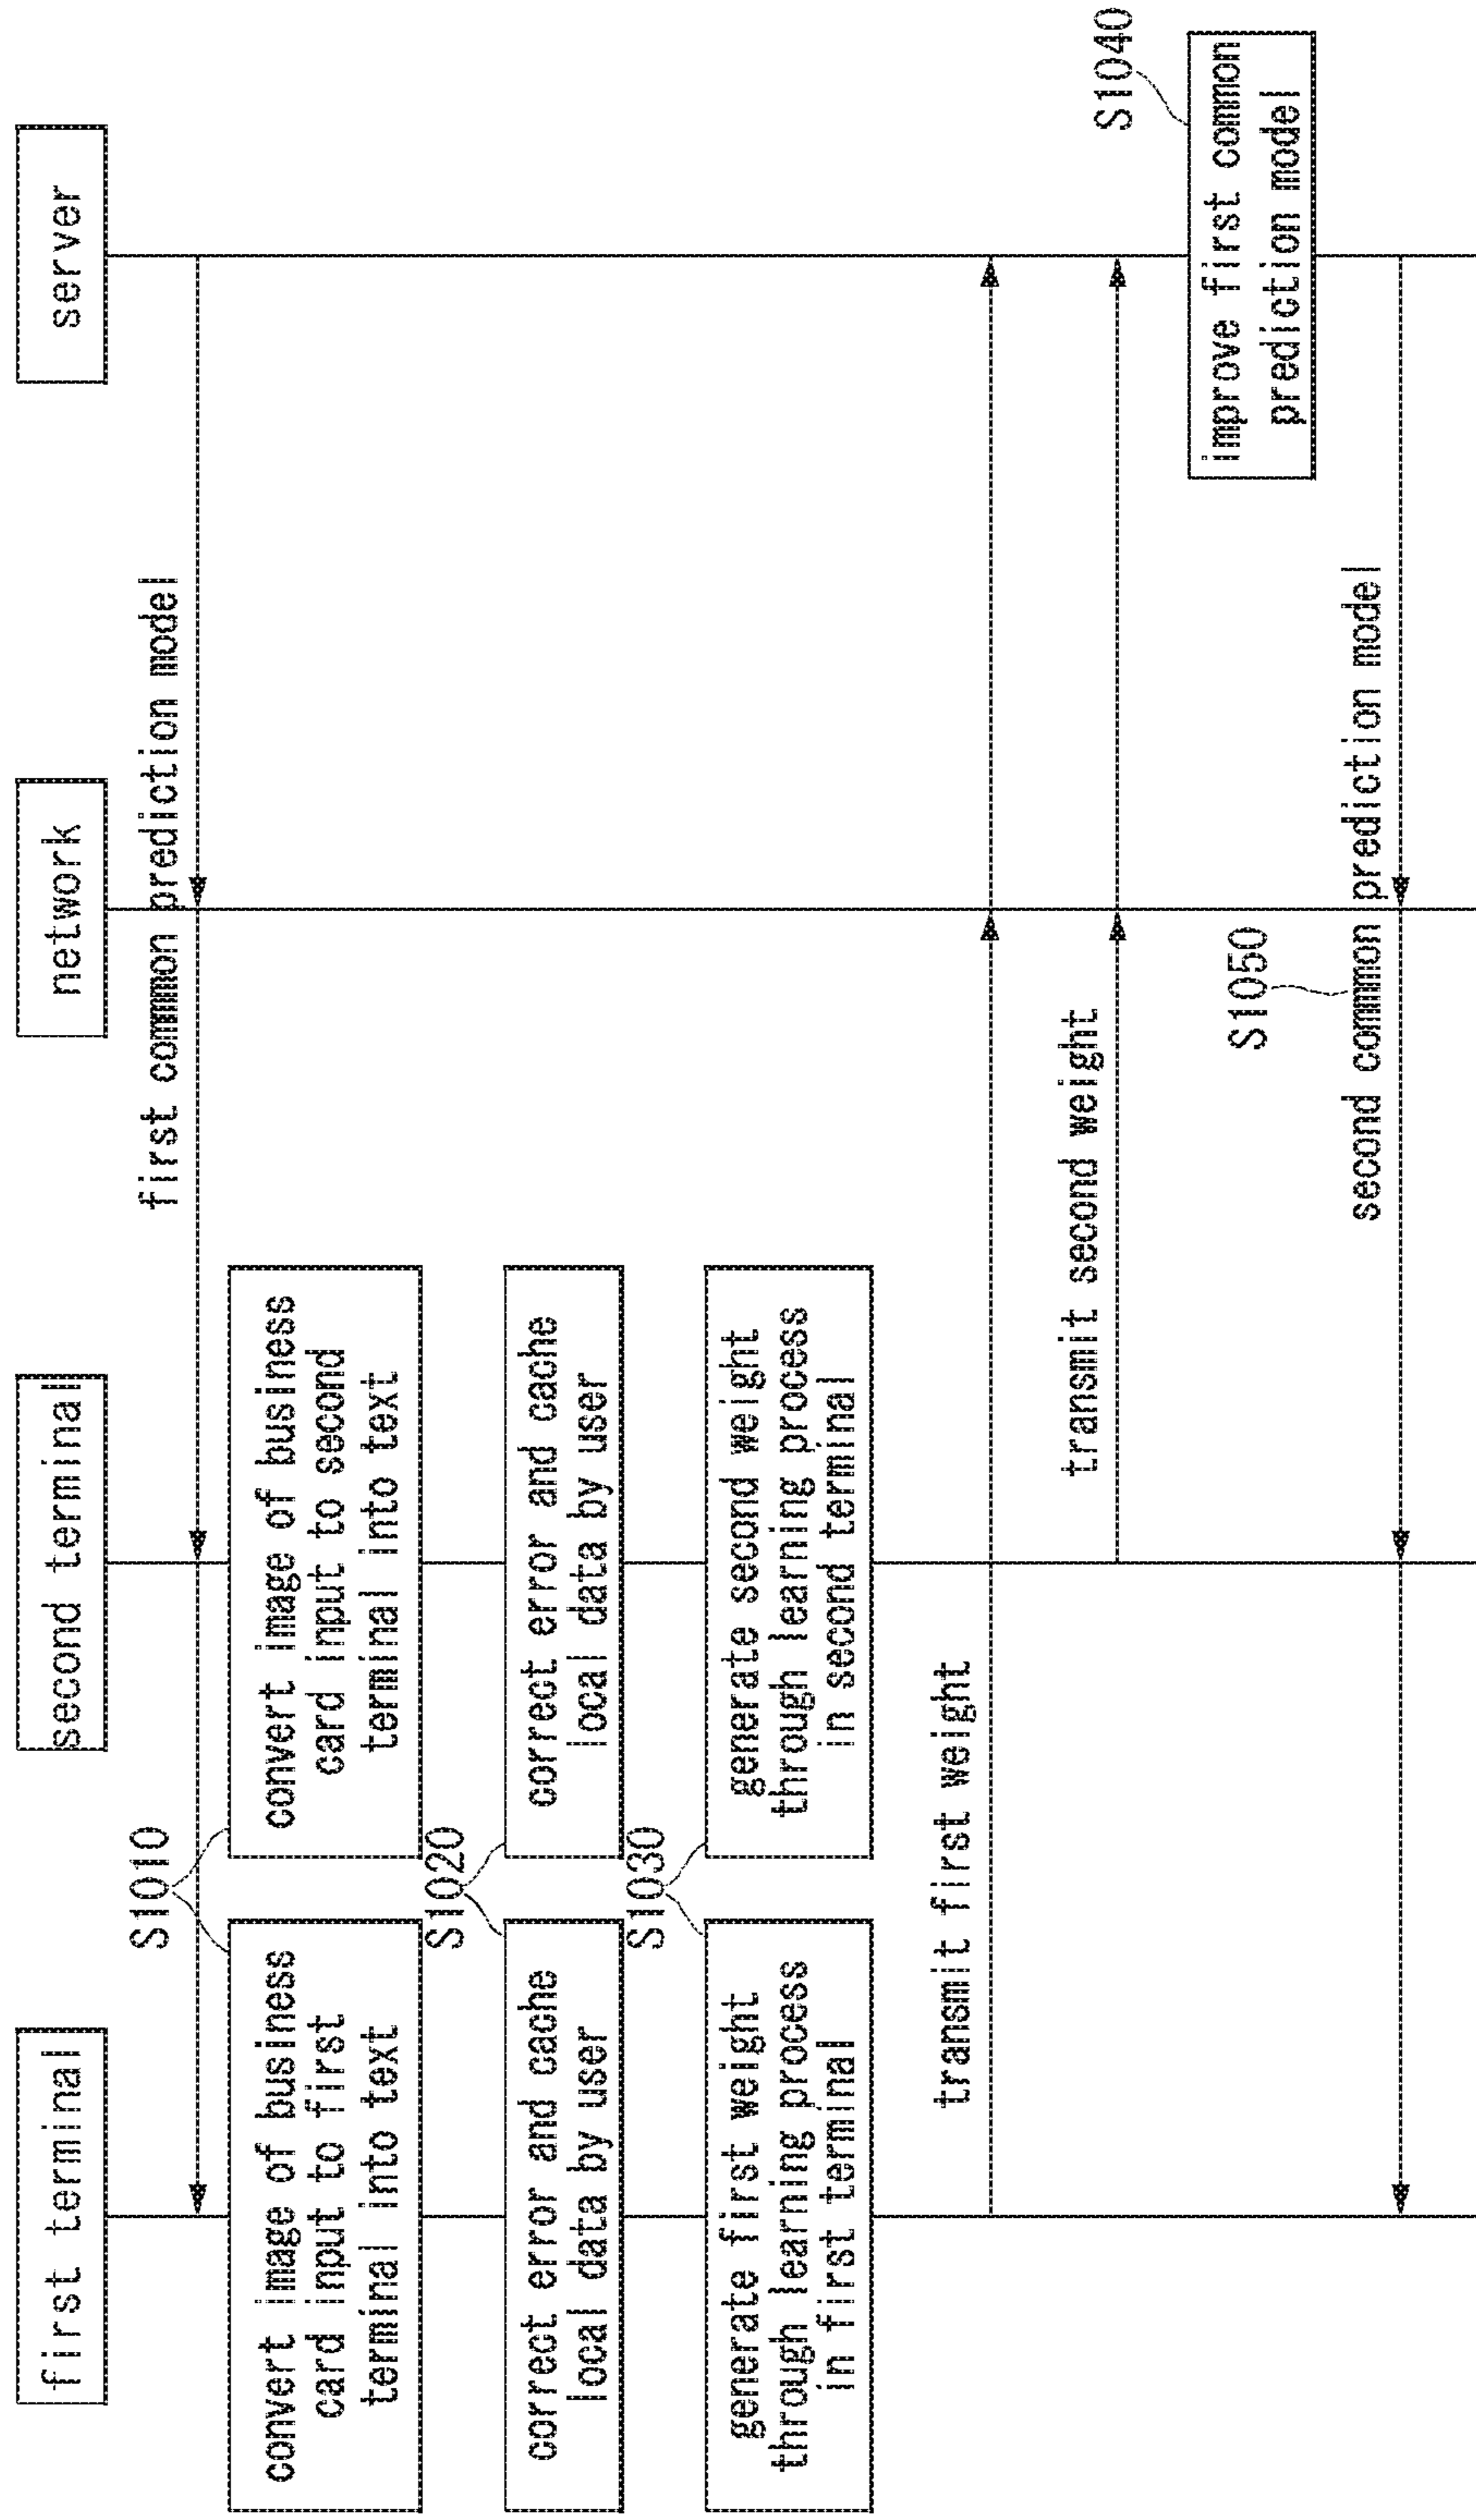 first terminal
second terminal
network
server
first common prediction model
S1010
convert image of business
card input to first
terminal into text
convert image of business
card input to second
terminal into text
S1020
correct error and cache
local data by user
correct error and cache
local data by user
S1030
generate first weight
through learning process
in first terminal
generate second weight
through learning process
in second terminal
transmit first weight
transmit second weight
S1040
improve first common
prediction model
S1050
second common prediction model